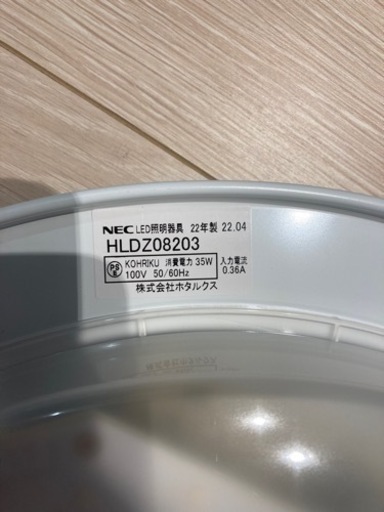 NEC LED照明器具 22年製 22.04
HLDZ08203
PS E KOHRIKU 消費電力 35W 入力電流
100V 50/60Hz 0.36A
株式会社ホタルクス